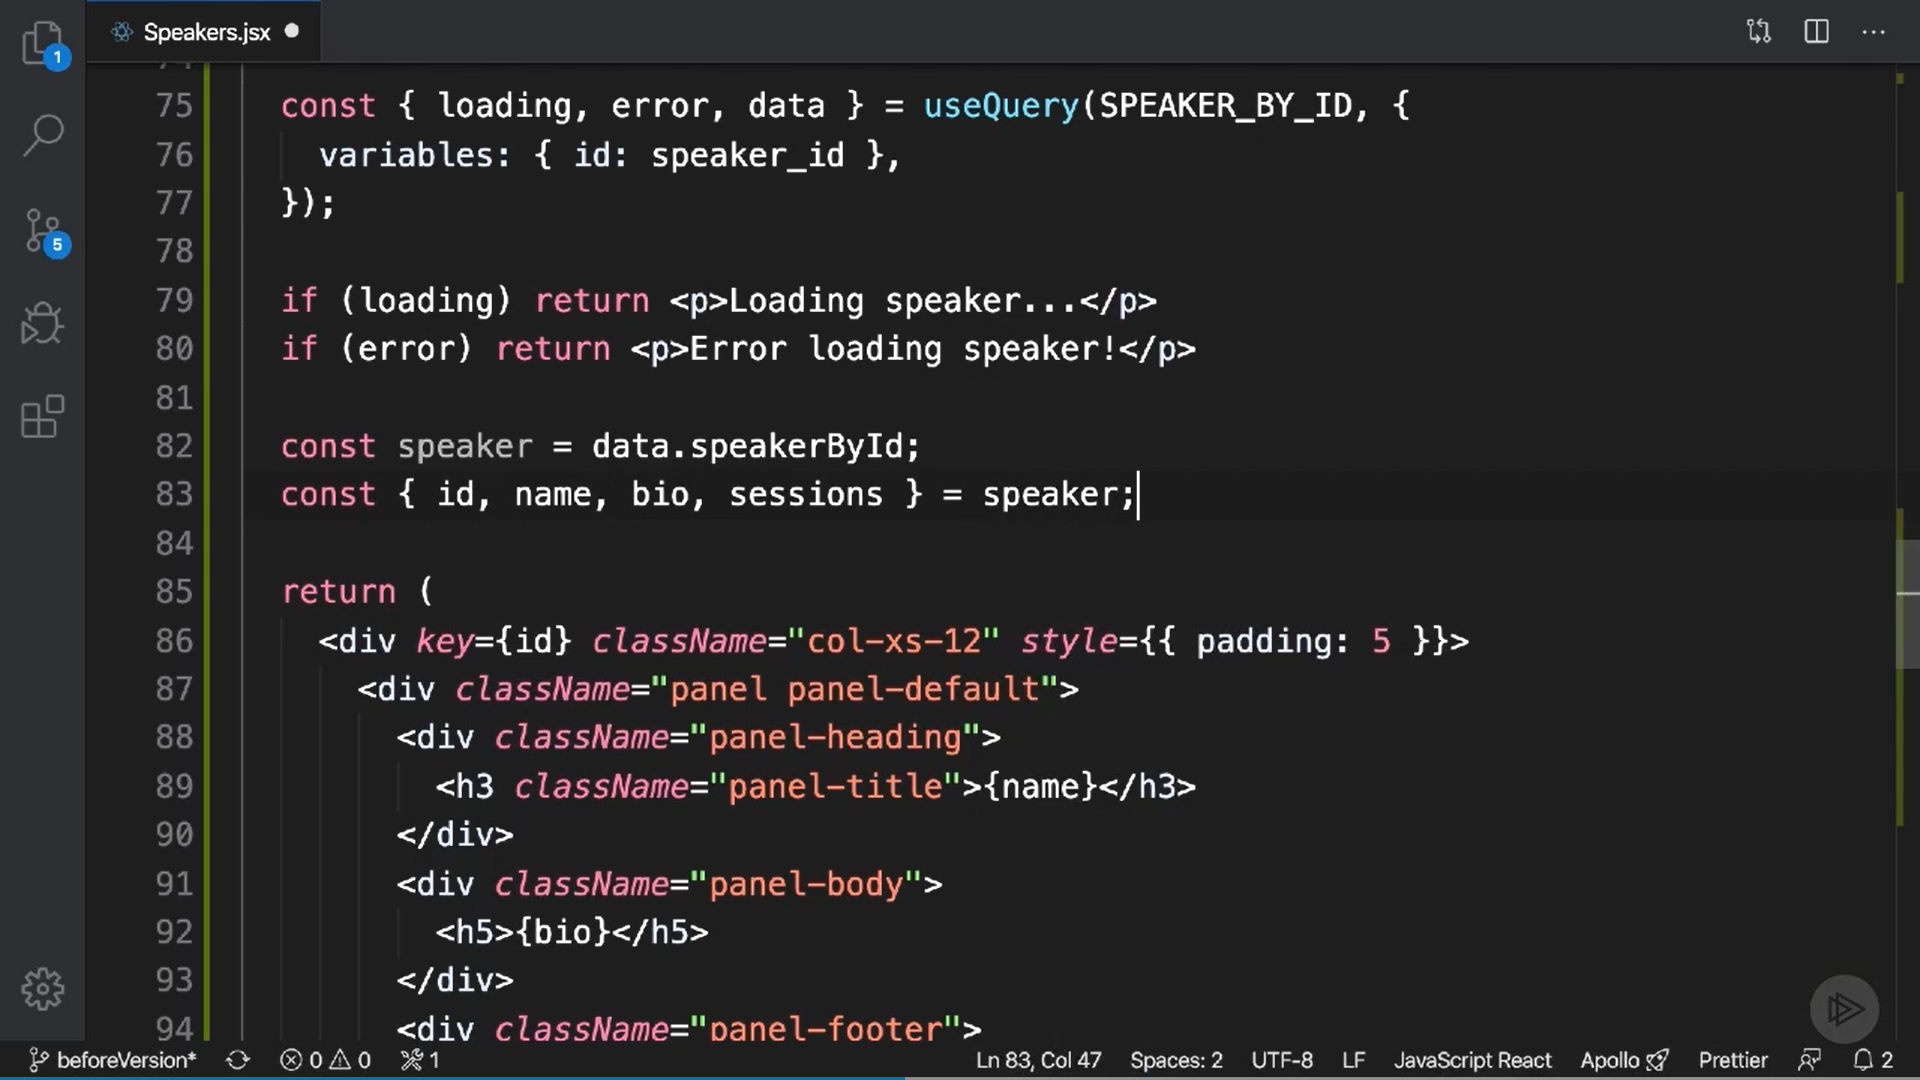 Speakers.jsx
1
75 const { loading, error, data } = useQuery(SPEAKER_BY_ID, {
76 variables: { id: speaker_id },
77 });
78
5
79 if (loading) return <p>Loading speaker...</p>
80 if (error) return <p>Error loading speaker!</p>
81
82 const speaker = data.speakerById;
83 const { id, name, bio, sessions } = speaker;
84
85 return (
86 <div key={id} className="col-xs-12" style={{ padding: 5 }}>
87 <div className="panel panel-default">
88 <div className="panel-heading">
89 <h3 className="panel-title">{name}</h3>
90 </div>
91 <div className="panel-body">
92 <h5>{bio}</h5>
93 </div>
94 <div className="panel-footer">
beforeVersion* 0 0 1 Ln 83, Col 47 Spaces: 2 UTF-8 LF JavaScript React Apollo Prettier 2